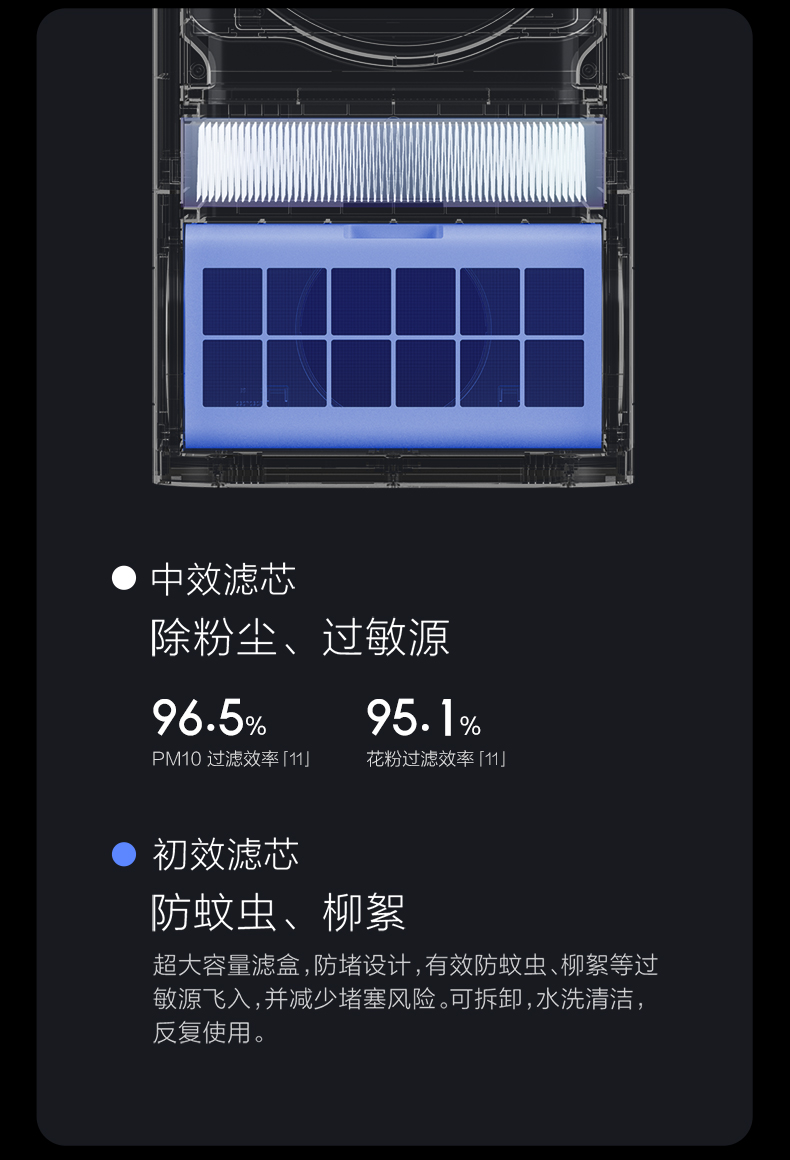 中效滤芯
除粉尘、过敏源
96.5% 95.1%
PM10 过滤效率「11」 花粉过滤效率「11」
初效滤芯
防蚊虫、柳絮
超大容量滤盒,防堵设计,有效防蚊虫、柳絮等过
敏源飞入,并减少堵塞风险。可拆卸,水洗清洁,
反复使用。